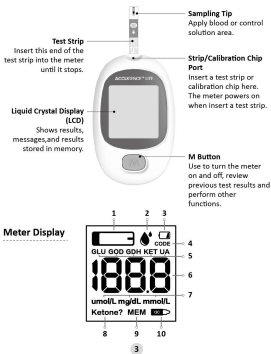 Sampling Tip
Apply blood or control
solution area.
Test Strip
Insert this end of the
test strip into the meter
until it stops.
Strip/Calibration Chip
Port
Insert a test strip or
calibration chip here.
The meter powers on
when insert a test strip.
ACCUGENCE® LITE
Liquid Crystal Display
(LCD)
Shows results,
messages,and results
stored in memory.
M Button
Use to turn the meter
on and off, review
previous test results and
perform other
functions.
Meter Display
1 2 3
CODE 4
GLU GOD GDH KET UA
5
188.8 6
7
umol/L mg/dL mmol/L
Ketone? MEM
8 9 10
3